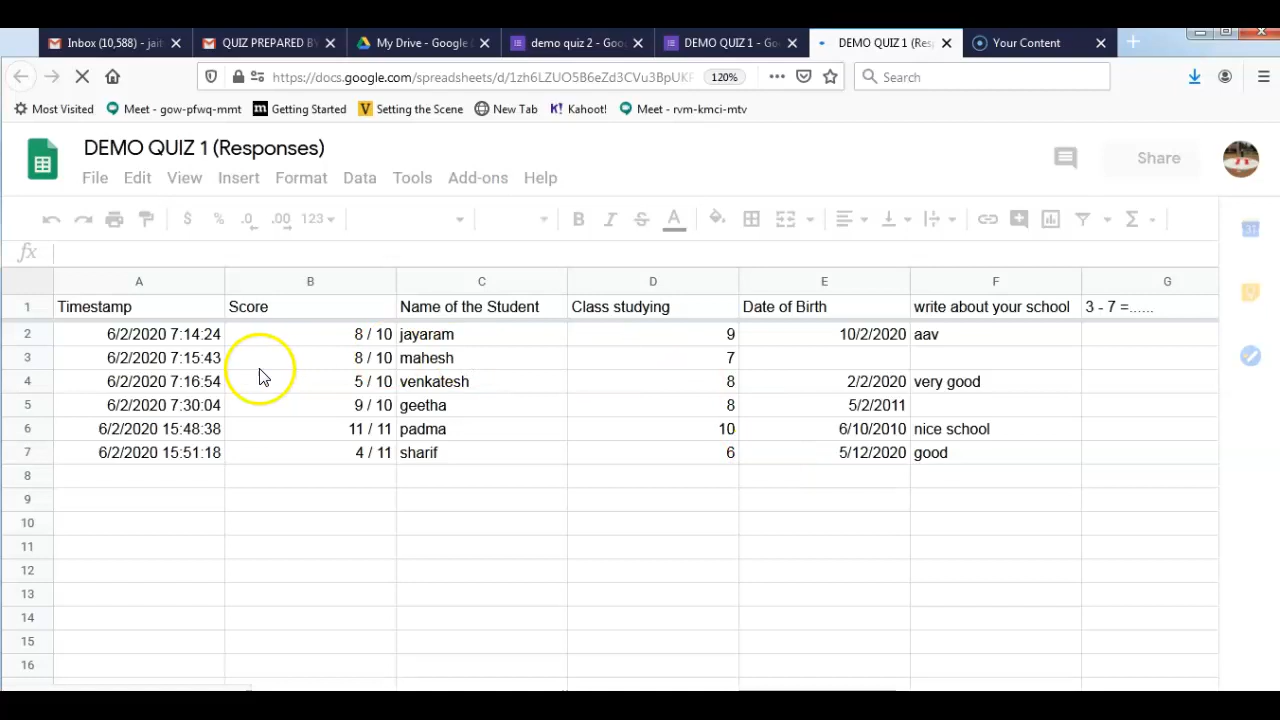 Inbox (10,588) - jait
QUIZ PREPARED BY
My Drive - Google
demo quiz 2 - Goo
DEMO QUIZ 1 - Go
DEMO QUIZ 1 (Resp
Your Content
https://docs.google.com/spreadsheets/d/1zh6LZUO5B6eZd3CVu3BpUKF
120%
Search
Most Visited
Meet - gow-pfwq-mmt
Getting Started
Setting the Scene
New Tab
Kahoot!
Meet - rvm-kmci-mtv
DEMO QUIZ 1 (Responses)
Share
File Edit View Insert Format Data Tools Add-ons Help
$ % .0 .00 123 B I S A Σ
31
fx
A B C D E F G
1 Timestamp Score Name of the Student Class studying Date of Birth write about your school 3 - 7 =......
2 6/2/2020 7:14:24 8 / 10 jayaram 9 10/2/2020 aav
3 6/2/2020 7:15:43 8 / 10 mahesh 7
4 6/2/2020 7:16:54 5 / 10 venkatesh 8 2/2/2020 very good
5 6/2/2020 7:30:04 9 / 10 geetha 8 5/2/2011
6 6/2/2020 15:48:38 11 / 11 padma 10 6/10/2010 nice school
7 6/2/2020 15:51:18 4 / 11 sharif 6 5/12/2020 good
8
9
10
11
12
13
14
15
16